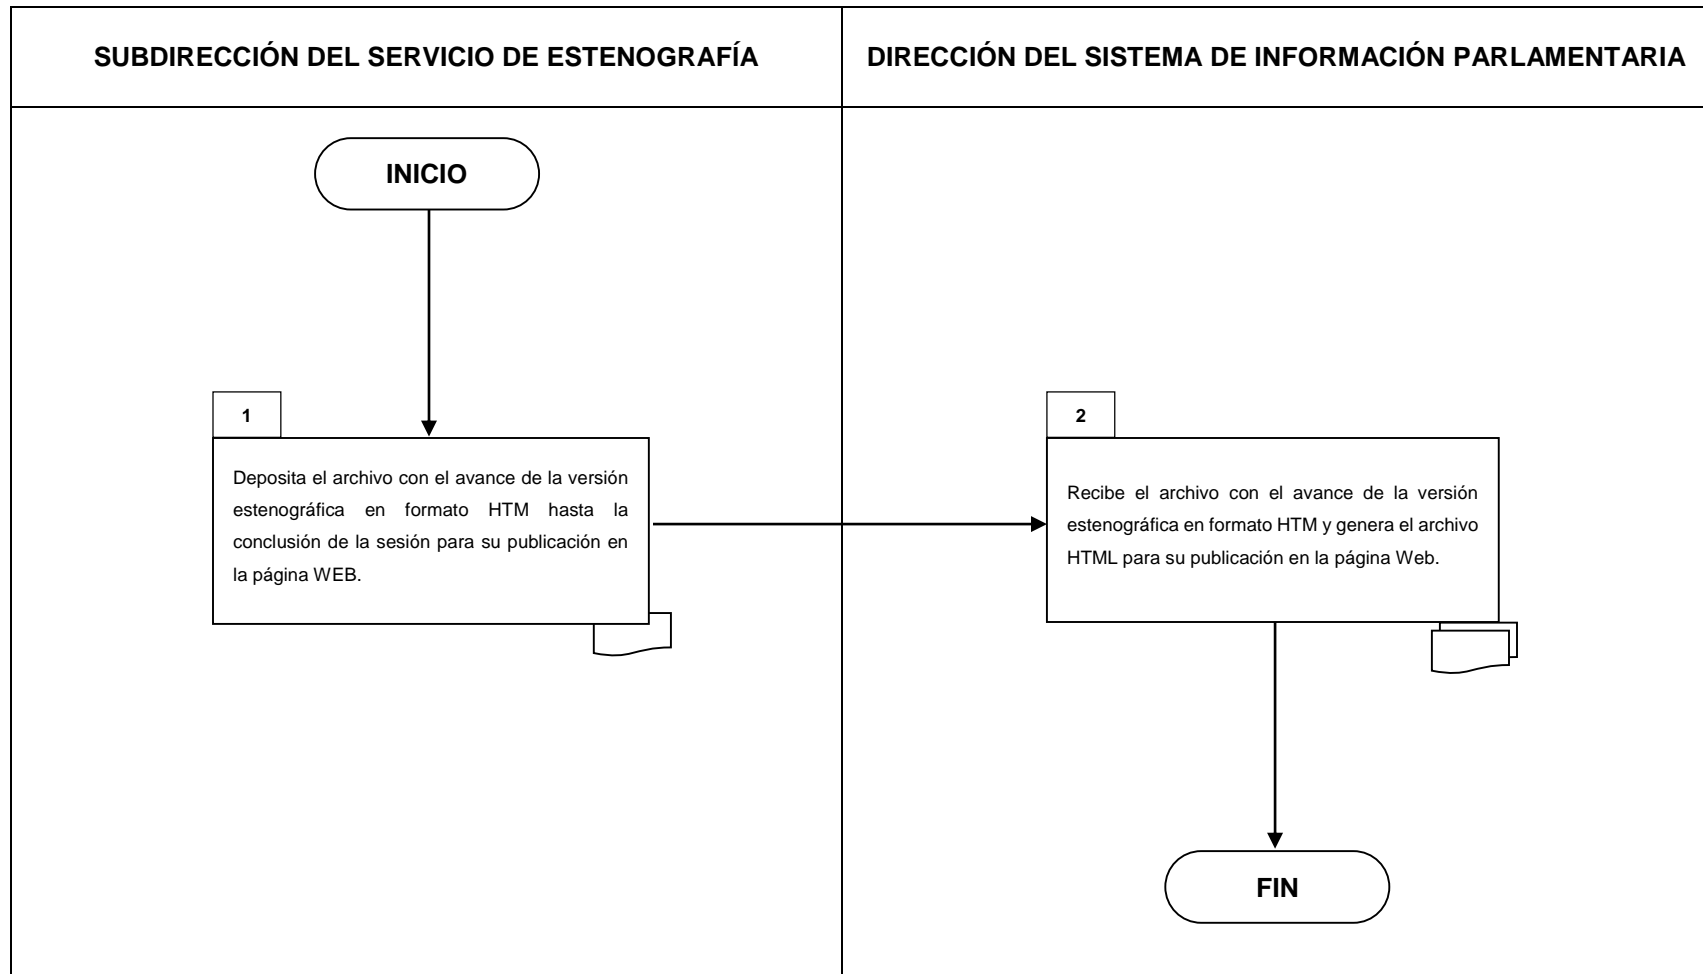 SUBDIRECCIÓN DEL SERVICIO DE ESTENOGRAFÍA
DIRECCIÓN DEL SISTEMA DE INFORMACIÓN PARLAMENTARIA
INICIO
1
Deposita el archivo con el avance de la versión
estenográfica en formato HTM hasta la
conclusión de la sesión para su publicación en
la página WEB.
2
Recibe el archivo con el avance de la versión
estenográfica en formato HTM y genera el archivo
HTML para su publicación en la página Web.
FIN